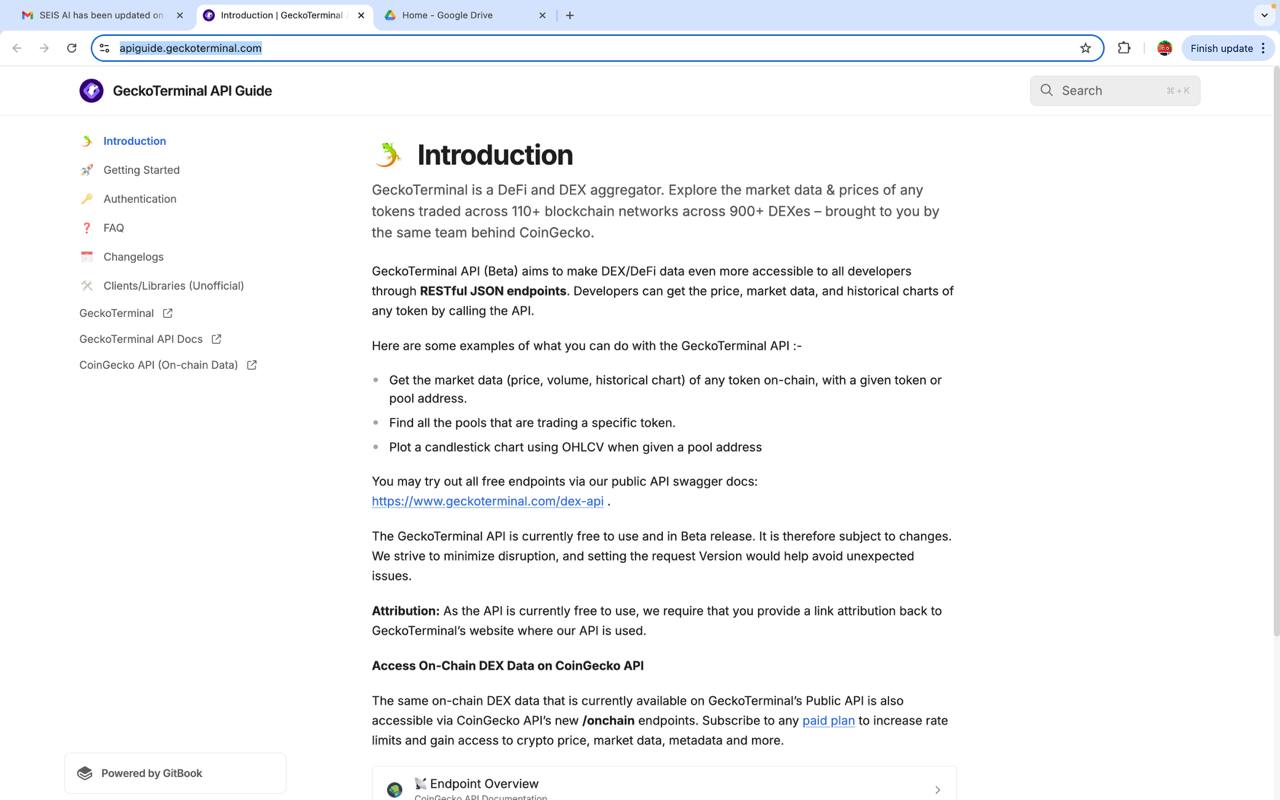 SEIS AI has been updated on
Introduction | GeckoTerminal A
Home - Google Drive
apiguide.geckoterminal.com
Finish update
GeckoTerminal API Guide
Search
⌘ + K
Introduction
Getting Started
Authentication
FAQ
Changelogs
Clients/Libraries (Unofficial)
GeckoTerminal
GeckoTerminal API Docs
CoinGecko API (On-chain Data)
Powered by GitBook
Introduction
GeckoTerminal is a DeFi and DEX aggregator. Explore the market data & prices of any
tokens traded across 110+ blockchain networks across 900+ DEXes – brought to you by
the same team behind CoinGecko.
GeckoTerminal API (Beta) aims to make DEX/DeFi data even more accessible to all developers
through RESTful JSON endpoints. Developers can get the price, market data, and historical charts of
any token by calling the API.
Here are some examples of what you can do with the GeckoTerminal API :-
Get the market data (price, volume, historical chart) of any token on-chain, with a given token or
pool address.
Find all the pools that are trading a specific token.
Plot a candlestick chart using OHLCV when given a pool address
You may try out all free endpoints via our public API swagger docs:
https://www.geckoterminal.com/dex-api .
The GeckoTerminal API is currently free to use and in Beta release. It is therefore subject to changes.
We strive to minimize disruption, and setting the request Version would help avoid unexpected
issues.
Attribution: As the API is currently free to use, we require that you provide a link attribution back to
GeckoTerminal's website where our API is used.
Access On-Chain DEX Data on CoinGecko API
The same on-chain DEX data that is currently available on GeckoTerminal's Public API is also
accessible via CoinGecko API's new /onchain endpoints. Subscribe to any paid plan to increase rate
limits and gain access to crypto price, market data, metadata and more.
Endpoint Overview
CoinGecko API Documentation